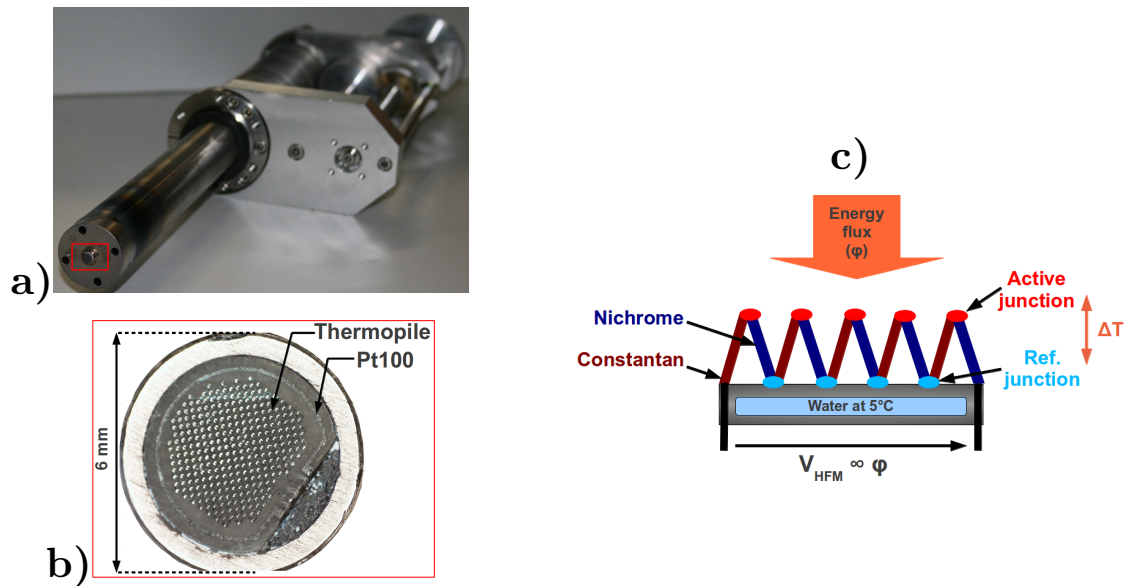 a)
Thermopile
Pt100
6 mm
b)
c)
Energy
flux
(φ)
Active
junction
Nichrome
ΔT
Constantan
Ref.
junction
Water at 5°C
V_HFM ∝ φ